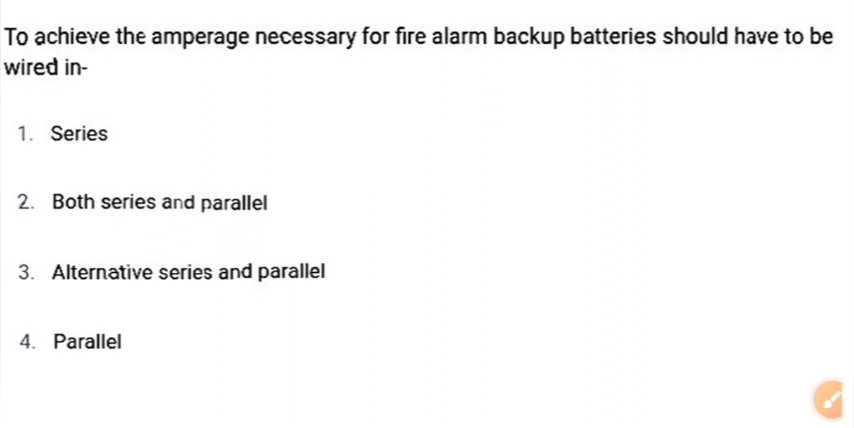 To achieve the amperage necessary for fire alarm backup batteries should have to be
wired in-
1. Series
2. Both series and parallel
3. Alternative series and parallel
4. Parallel